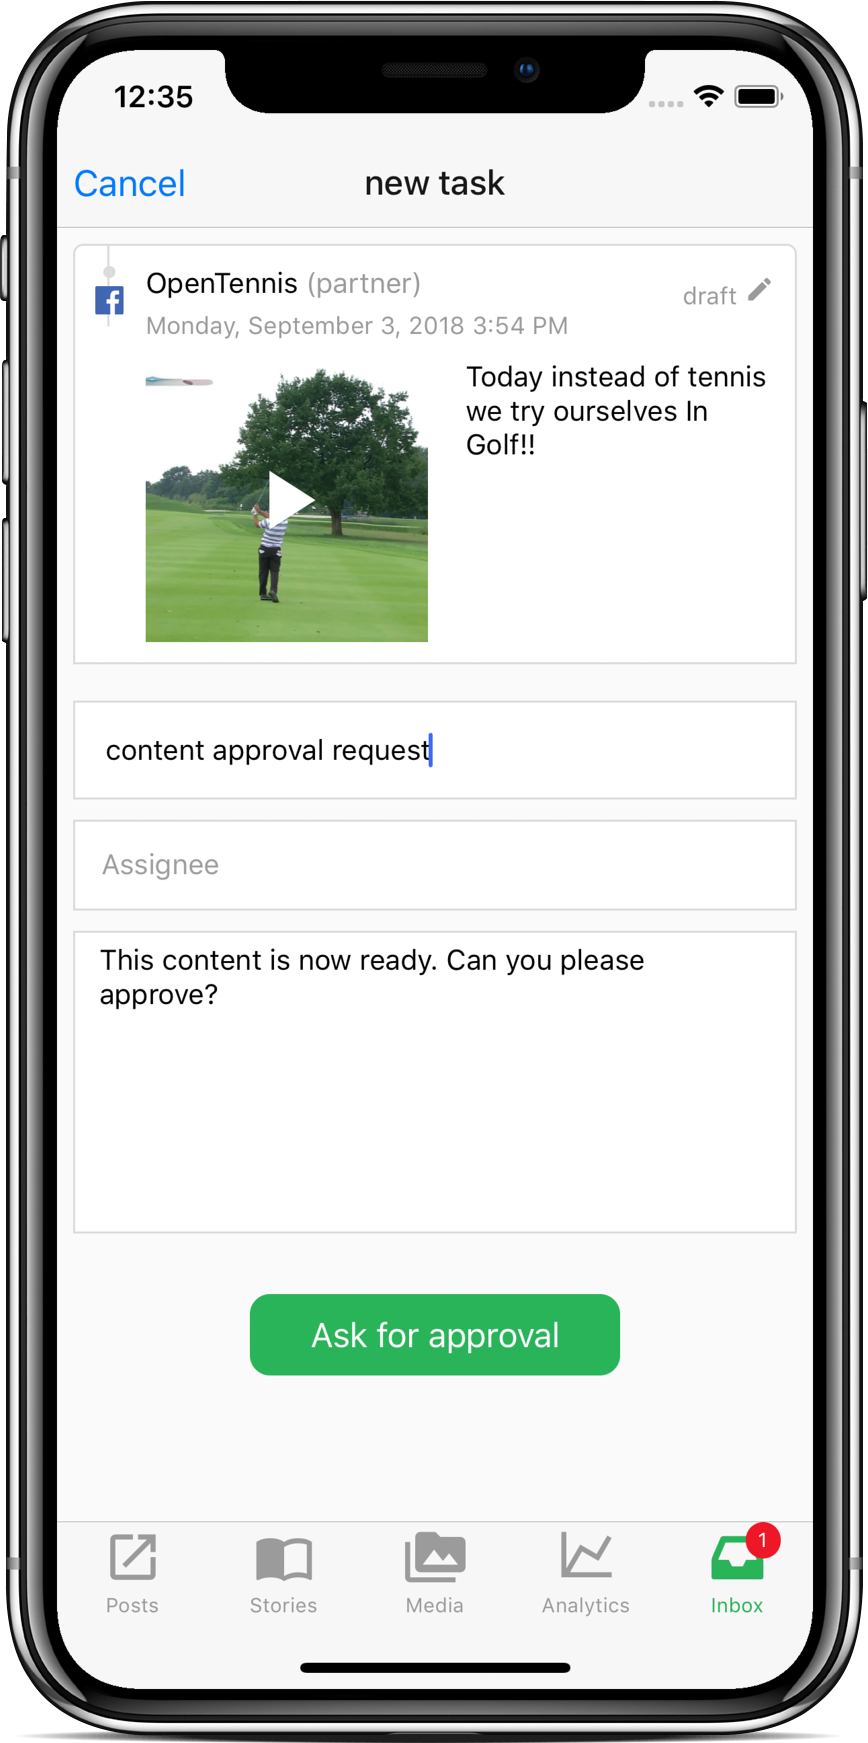 12:35
Cancel
new task
OpenTennis (partner)
draft
Monday, September 3, 2018 3:54 PM
Today instead of tennis
we try ourselves In
Golf!!
content approval request
Assignee
This content is now ready. Can you please
approve?
Ask for approval
1
Posts
Stories
Media
Analytics
Inbox